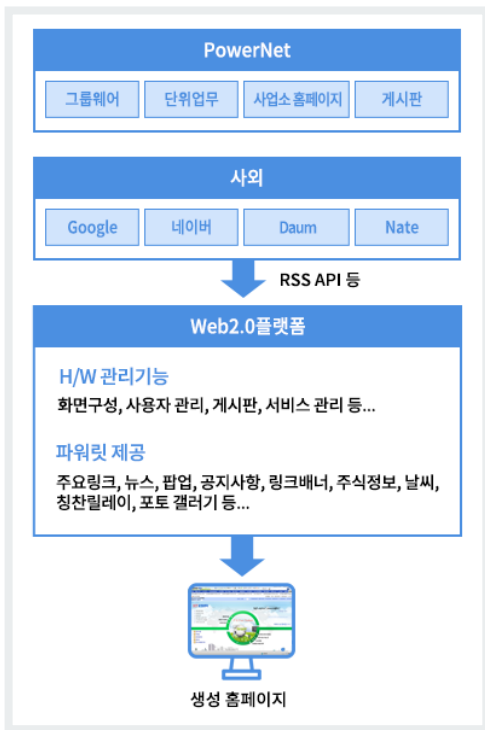 PowerNet
그룹웨어 단위업무 사업소 홈페이지 게시판
사외
Google 네이버 Daum Nate
RSS API 등
Web2.0플랫폼
H/W 관리기능
화면구성, 사용자 관리, 게시판, 서비스 관리 등...
파워릿 제공
주요링크, 뉴스, 팝업, 공지사항, 링크배너, 주식정보, 날씨,
칭찬릴레이, 포토 갤러기 등...
생성 홈페이지